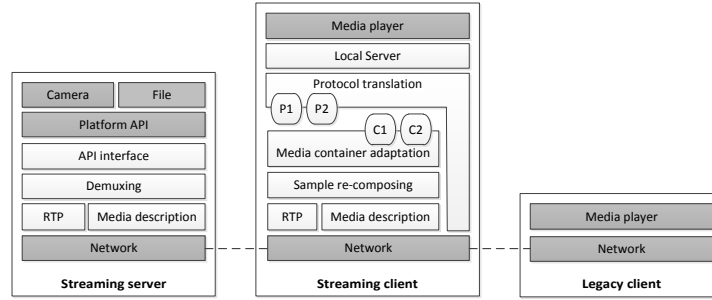 Camera
File
Platform API
API interface
Demuxing
RTP
Media description
Network
Streaming server
Media player
Local Server
Protocol translation
P1
P2
C1
C2
Media container adaptation
Sample re-composing
RTP
Media description
Network
Streaming client
Media player
Network
Legacy client